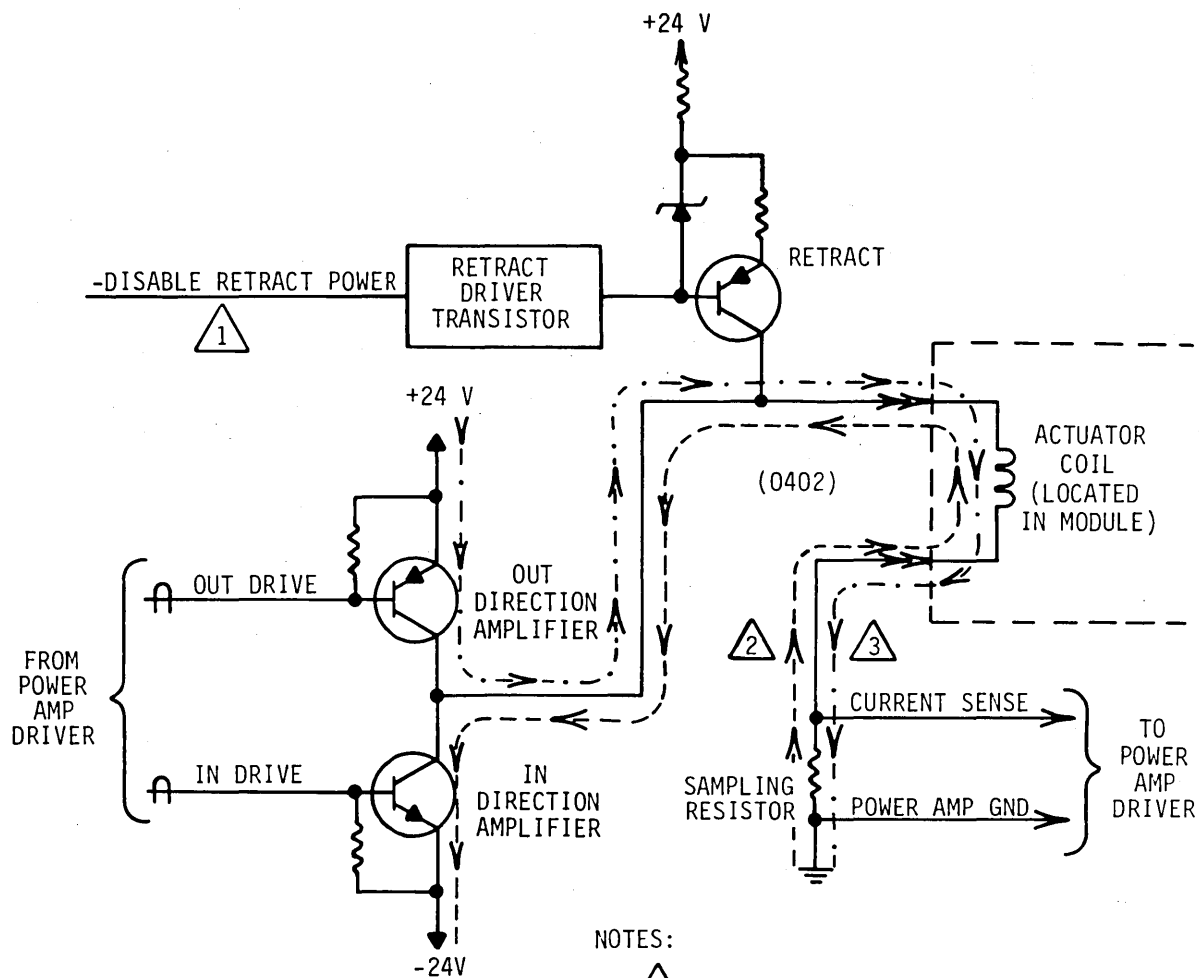 +24 V
RETRACT
-DISABLE RETRACT POWER
1
RETRACT
DRIVER
TRANSISTOR
+24 V
ACTUATOR
COIL
(LOCATED
IN MODULE)
(0402)
OUT DRIVE
OUT
DIRECTION
AMPLIFIER
FROM
POWER
AMP
DRIVER
2
3
CURRENT SENSE
IN DRIVE
IN
DIRECTION
AMPLIFIER
SAMPLING
RESISTOR
POWER AMP GND
TO
POWER
AMP
DRIVER
-24V
NOTES: